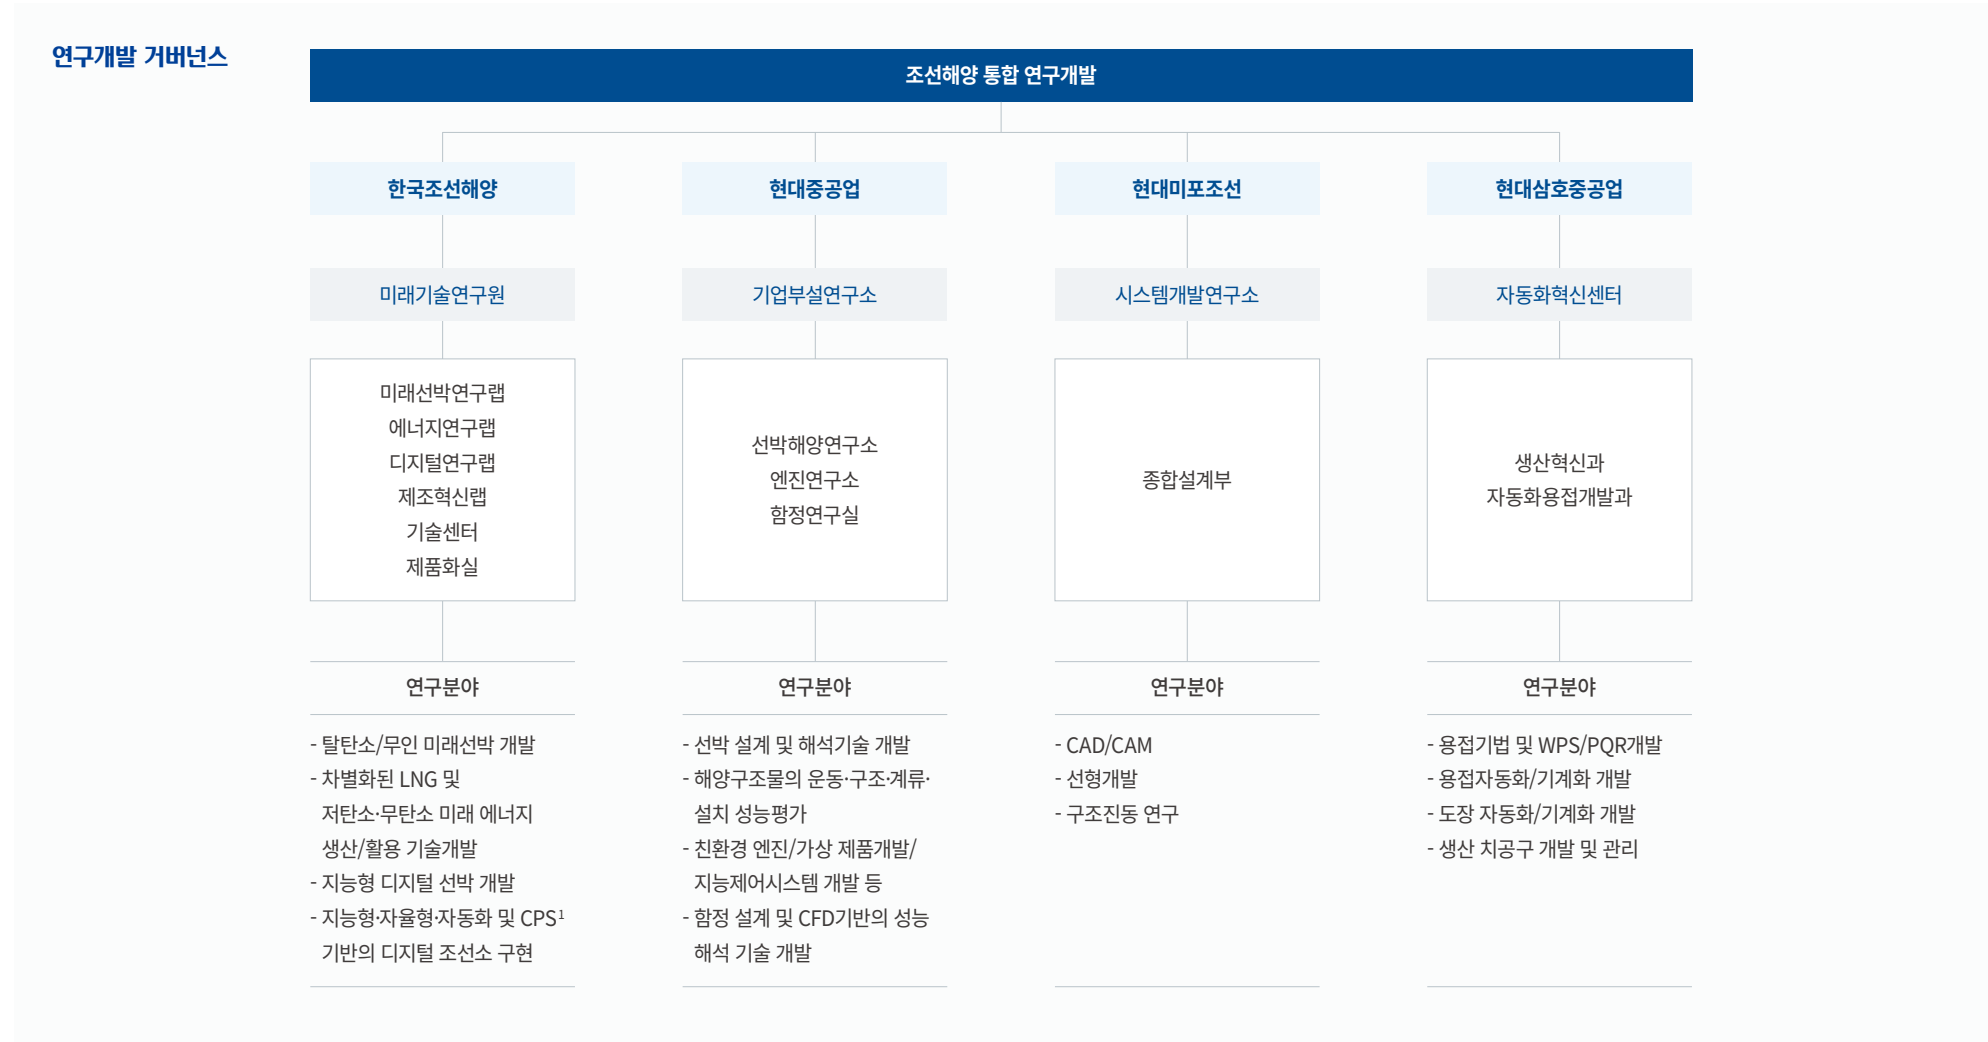 연구개발 거버넌스
조선해양 통합 연구개발
한국조선해양
미래기술연구원
미래선박연구랩
에너지연구랩
디지털연구랩
제조혁신랩
기술센터
제품화실
연구분야
- 탈탄소/무인 미래선박 개발
- 차별화된 LNG 및
저탄소·무탄소 미래 에너지
생산/활용 기술개발
- 지능형 디지털 선박 개발
- 지능형·자율형·자동화 및 CPS¹
기반의 디지털 조선소 구현
현대중공업
기업부설연구소
선박해양연구소
엔진연구소
함정연구실
연구분야
- 선박 설계 및 해석기술 개발
- 해양구조물의 운동·구조·계류·
설치 성능평가
- 친환경 엔진/가상 제품개발/
지능제어시스템 개발 등
- 함정 설계 및 CFD기반의 성능
해석 기술 개발
현대미포조선
시스템개발연구소
종합설계부
연구분야
- CAD/CAM
- 선형개발
- 구조진동 연구
현대삼호중공업
자동화혁신센터
생산혁신과
자동화용접개발과
연구분야
- 용접기법 및 WPS/PQR개발
- 용접자동화/기계화 개발
- 도장 자동화/기계화 개발
- 생산 치공구 개발 및 관리